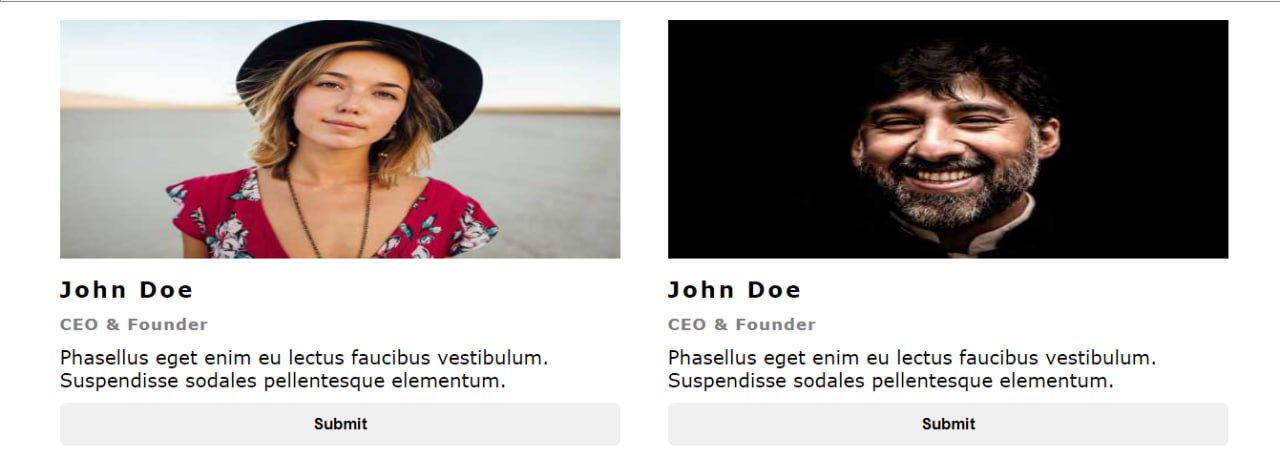 John Doe
CEO & Founder
Phasellus eget enim eu lectus faucibus vestibulum.
Suspendisse sodales pellentesque elementum.
Submit
John Doe
CEO & Founder
Phasellus eget enim eu lectus faucibus vestibulum.
Suspendisse sodales pellentesque elementum.
Submit